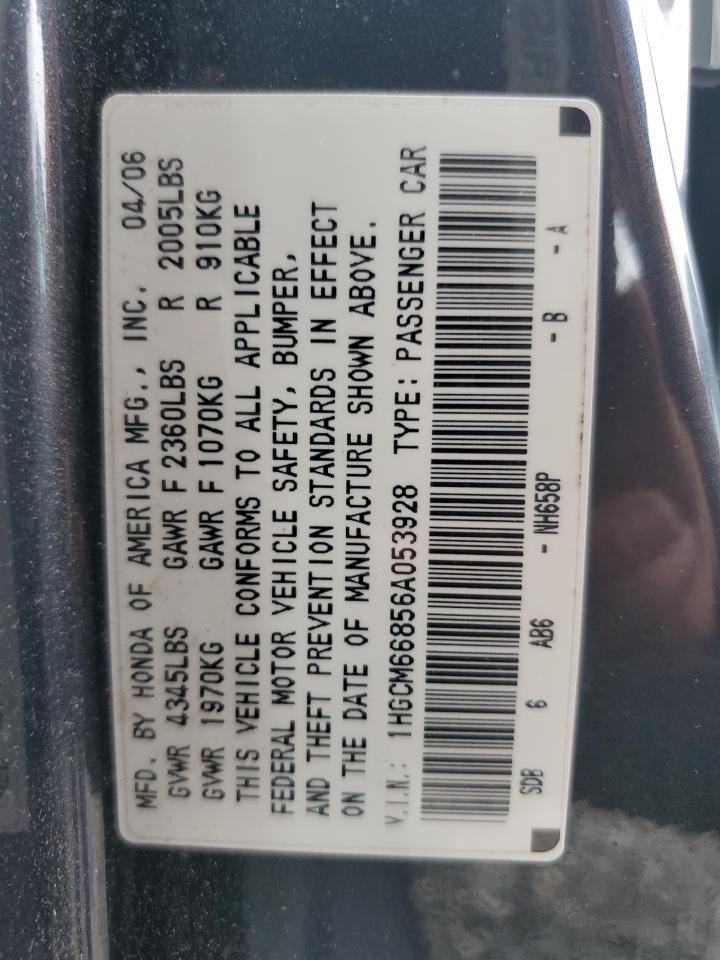 MFD. BY HONDA OF AMERICA MFG., INC. 04/06
GVWR 4345LBS GAWR F 2360LBS R 2005LBS
GVWR 1970KG GAWR F 1070KG R 910KG
THIS VEHICLE CONFORMS TO ALL APPLICABLE
FEDERAL MOTOR VEHICLE SAFETY, BUMPER,
AND THEFT PREVENTION STANDARDS IN EFFECT
ON THE DATE OF MANUFACTURE SHOWN ABOVE.
V.I.N.: 1HGCM66856A053928 TYPE: PASSENGER CAR
SDB 6 AB6 - NH658P - B - A